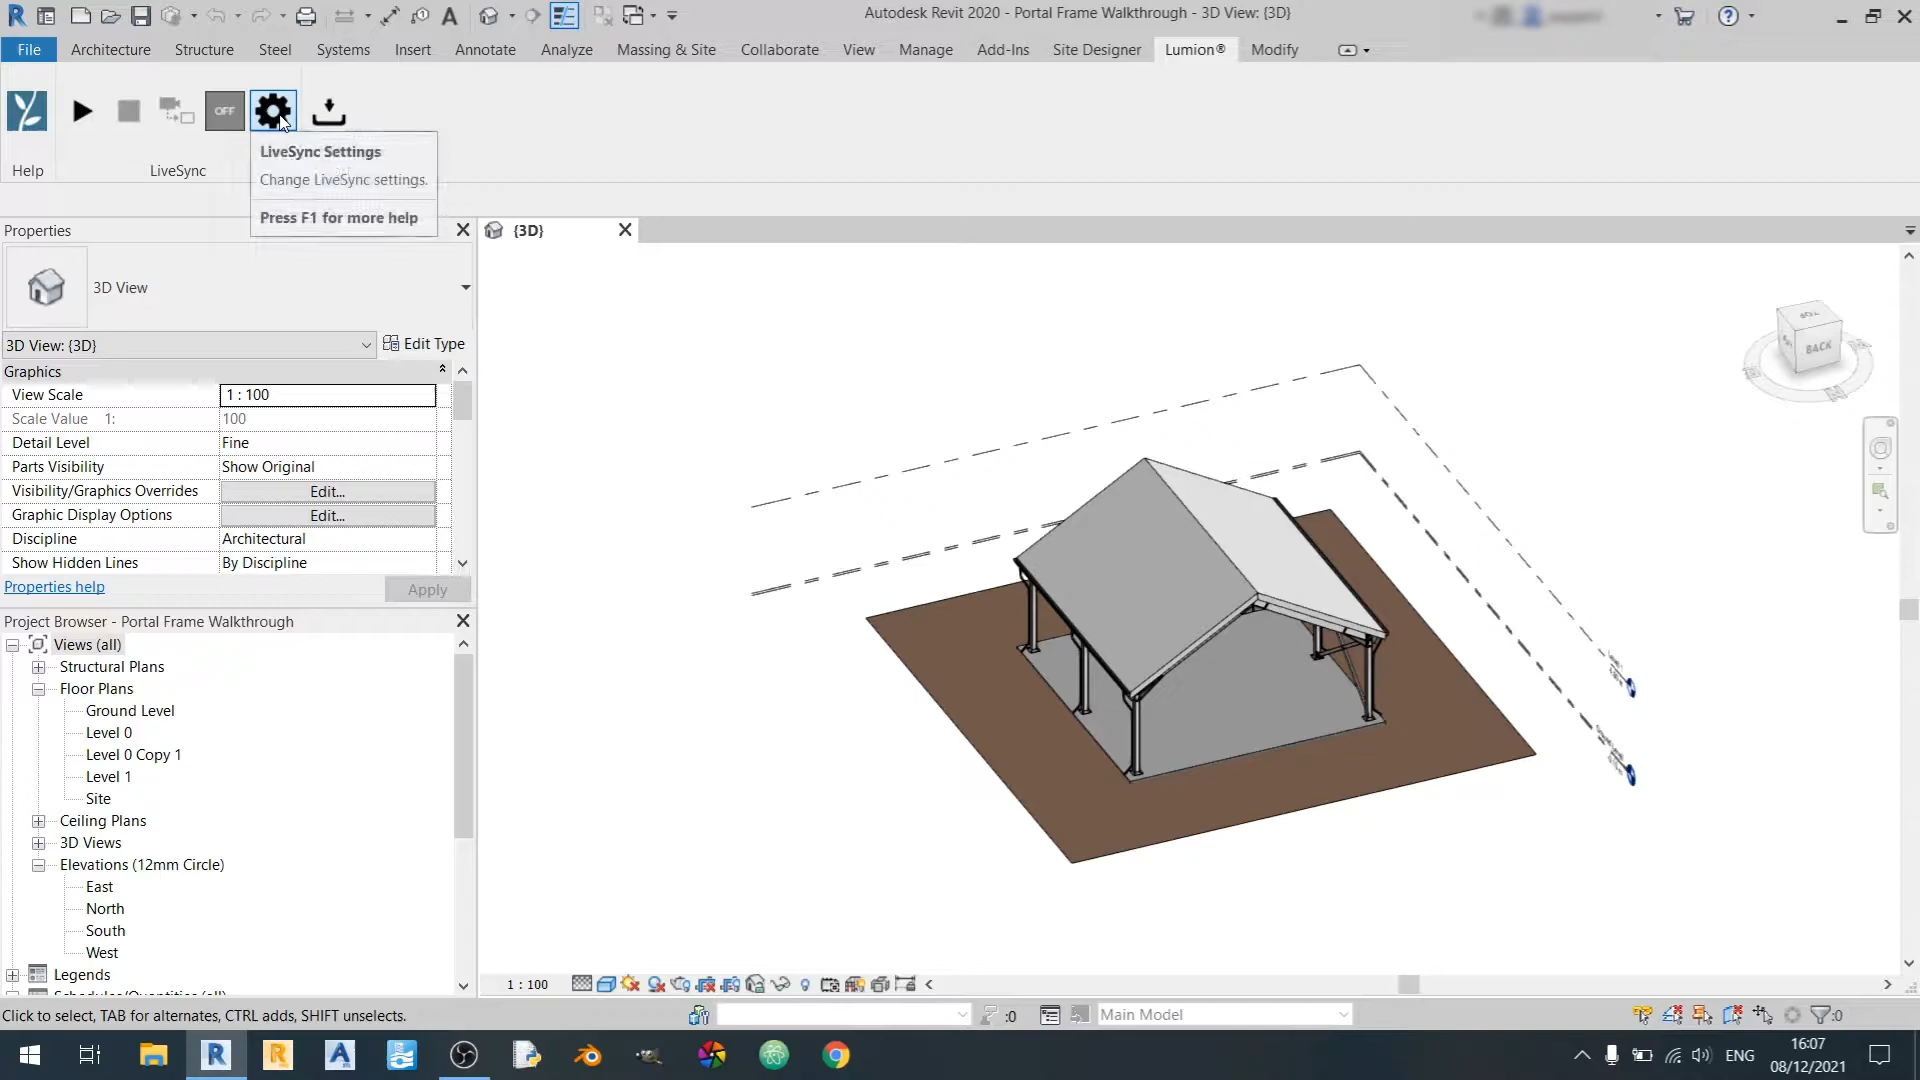 Autodesk Revit 2020 - Portal Frame Walkthrough - 3D View: {3D}
File Architecture Structure Steel Systems Insert Annotate Analyze Massing & Site Collaborate View Manage Add-Ins Site Designer Lumion® Modify
OFF
Help LiveSync
LiveSync Settings
Change LiveSync settings.
Press F1 for more help
Properties
{3D}
3D View
3D View: {3D} Edit Type
Graphics
View Scale 1 : 100
Scale Value 1: 100
Detail Level Fine
Parts Visibility Show Original
Visibility/Graphics Overrides Edit...
Graphic Display Options Edit...
Discipline Architectural
Show Hidden Lines By Discipline
Properties help Apply
TOP
BACK
Project Browser - Portal Frame Walkthrough
Views (all)
Structural Plans
Floor Plans
Ground Level
Level 0
Level 0 Copy 1
Level 1
Site
Ceiling Plans
3D Views
Elevations (12mm Circle)
East
North
South
West
Legends
Schedules/Quantities (all)
1 : 100
Click to select, TAB for alternates, CTRL adds, SHIFT unselects.
:0
Main Model
:0
ENG
16:07
08/12/2021